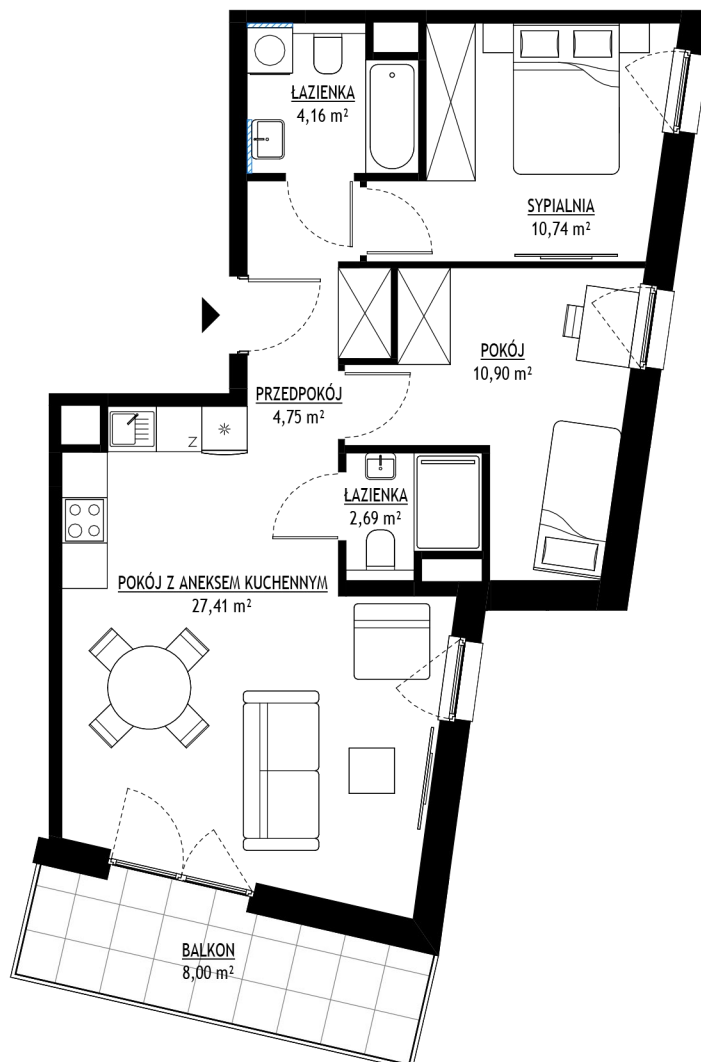 ŁAZIENKA
4,16 m²
SYPIALNIA
10,74 m²
POKÓJ
10,90 m²
PRZEDPOKÓJ
4,75 m²
Z
ŁAZIENKA
2,69 m²
POKÓJ Z ANEKSEM KUCHENNYM
27,41 m²
BALKON
8,00 m²